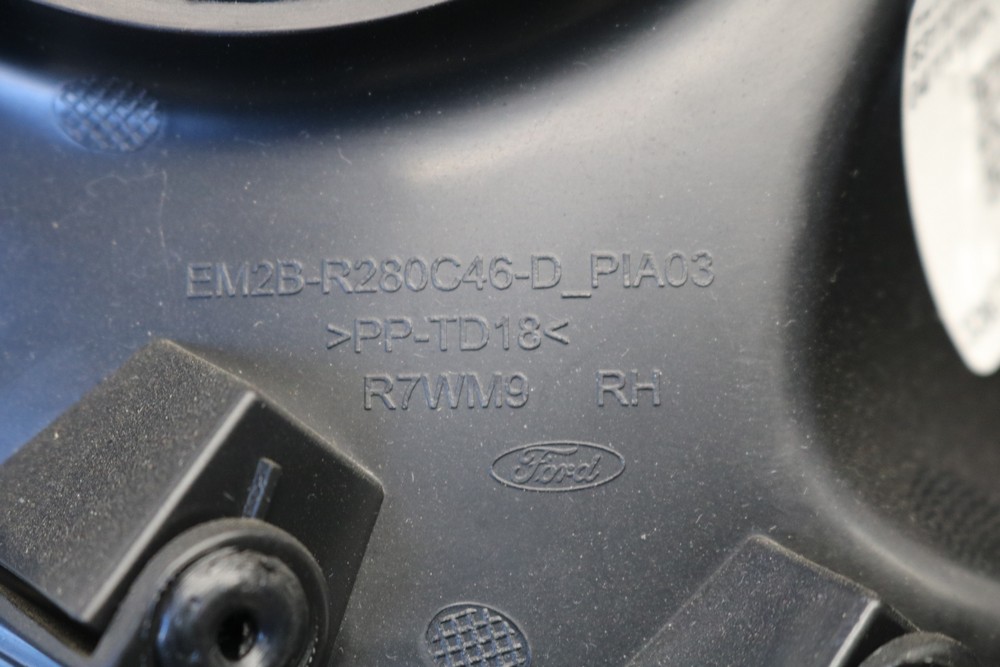 EM2B-R280C46-D_PIA03
>PP-TD18<
R7WM9 RH
Ford